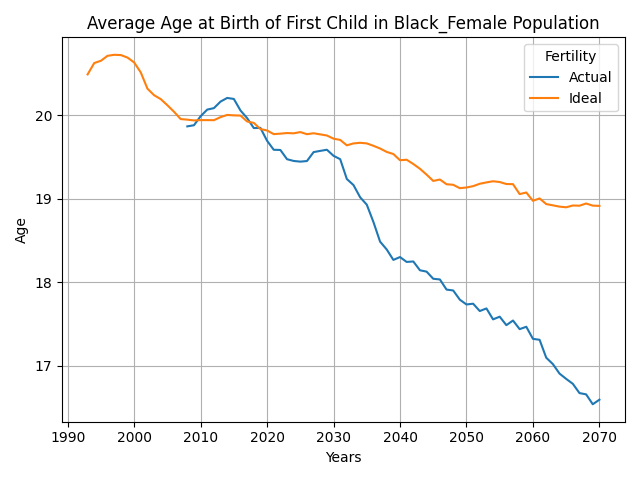 Average Age at Birth of First Child in Black_Female Population
Fertility
Actual
Ideal
Age
20
19
18
17
1990 2000 2010 2020 2030 2040 2050 2060 2070
Years